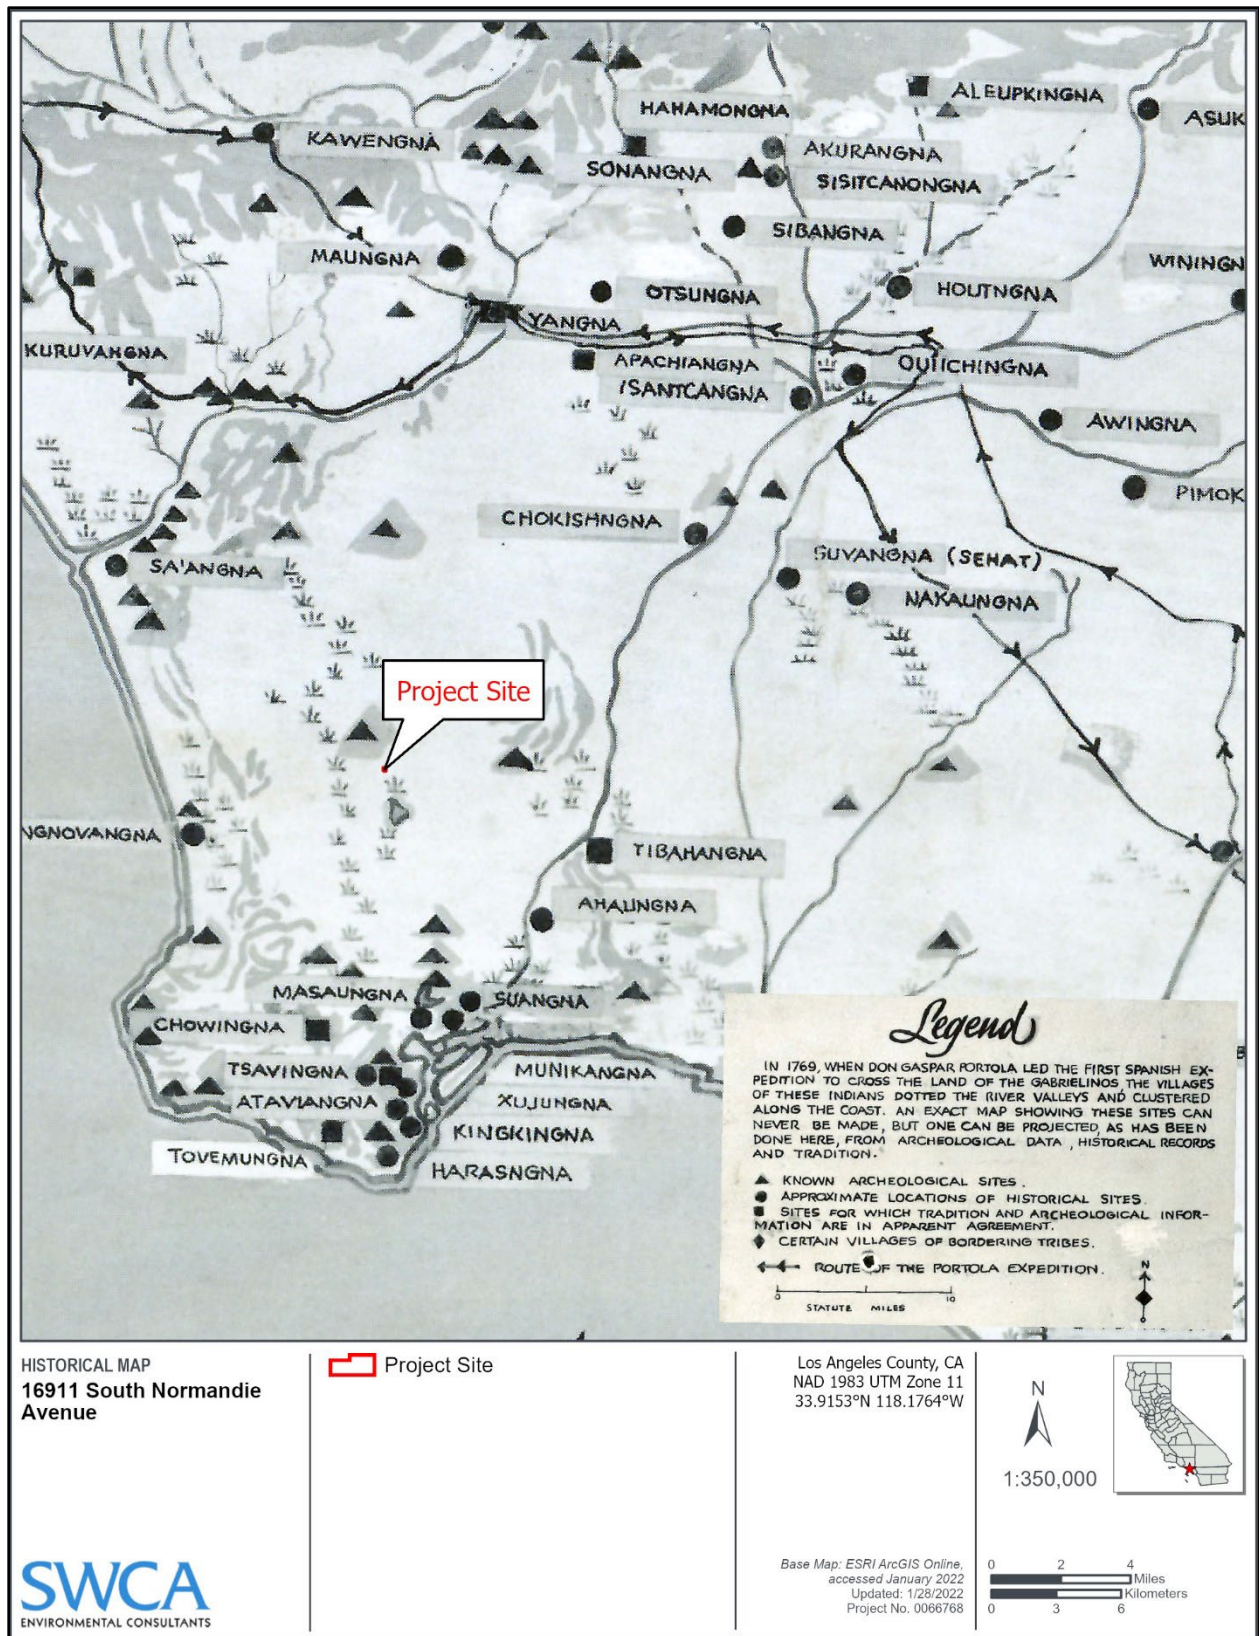 HAHAMONGNA
ALEUPKINGNA
ASUK
KAWENGNA
AKURANGNA
SONANGNA
SISITCANONGNA
SIBANGNA
MAUNGNA
WININGN
OTSUNGNA
HOUTNGNA
YANGNA
KURUVANGNA
APACHIANGNA
OUIICHINGNA
ISANTCANGNA
AWINGNA
PIMOK
CHOKISHNGNA
SUVANGNA (SEHAT)
SA'ANGNA
NAKAUNGNA
Project Site
NGNOVANGNA
TIBAHANGNA
AHAUNGNA
MASAUNGNA
SUANGNA
CHOWINGNA
TSAVINGNA
MUNIKANGNA
ATAVIANGNA
XUJUNGNA
KINGKINGNA
TOVEMUNGNA
HARASNGNA
Legend
IN 1769, WHEN DON GASPAR PORTOLA LED THE FIRST SPANISH EX-
PEDITION TO CROSS THE LAND OF THE GABRIELINOS, THE VILLAGES
OF THESE INDIANS DOTTED THE RIVER VALLEYS AND CLUSTERED
ALONG THE COAST. AN EXACT MAP SHOWING THESE SITES CAN
NEVER BE MADE, BUT ONE CAN BE PROJECTED, AS HAS BEEN
DONE HERE, FROM ARCHEOLOGICAL DATA, HISTORICAL RECORDS
AND TRADITION.
KNOWN ARCHEOLOGICAL SITES.
APPROXIMATE LOCATIONS OF HISTORICAL SITES.
SITES FOR WHICH TRADITION AND ARCHEOLOGICAL INFOR-
MATION ARE IN APPARENT AGREEMENT.
CERTAIN VILLAGES OF BORDERING TRIBES.
ROUTE OF THE PORTOLA EXPEDITION.
N
0 10
STATUTE MILES
HISTORICAL MAP
16911 South Normandie
Avenue
Project Site
Los Angeles County, CA
NAD 1983 UTM Zone 11
33.9153°N 118.1764°W
N
1:350,000
SWCA
ENVIRONMENTAL CONSULTANTS
Base Map: ESRI ArcGIS Online,
accessed January 2022
Updated: 1/28/2022
Project No. 0066768
0 2 4
Miles
Kilometers
0 3 6